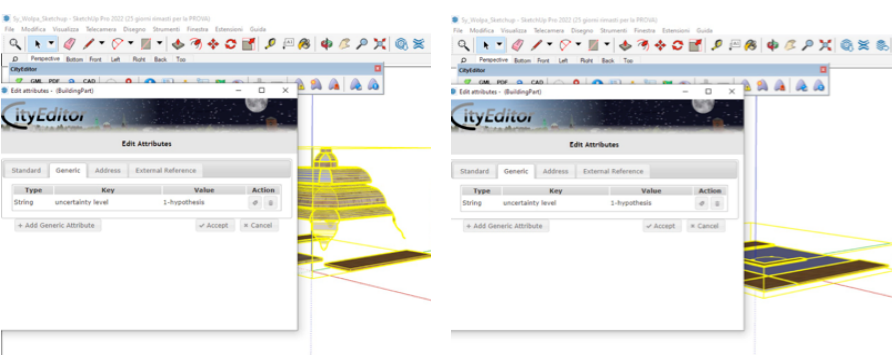 Sy_Wolpa_Sketchup - SketchUp Pro 2022 (25 giorni rimasti per la PROVA)
File Modifica Visualizza Telecamera Disegno Strumenti Finestra Estensioni Guida
Perspective Bottom Front Left Right Back Top
CityEditor
GML PDF CAD
Edit attributes - (BuildingPart)
CityEditor
Edit Attributes
Standard Generic Address External Reference
Type Key Value Action
String uncertainty level 1-hypothesis
+ Add Generic Attribute Accept × Cancel
Sy_Wolpa_Sketchup - SketchUp Pro 2022 (25 giorni rimasti per la PROVA)
File Modifica Visualizza Telecamera Disegno Strumenti Finestra Estensioni Guida
Perspective Bottom Front Left Right Back Top
CityEditor
GML PDF CAD
Edit attributes - (BuildingPart)
CityEditor
Edit Attributes
Standard Generic Address External Reference
Type Key Value Action
String uncertainty level 1-hypothesis
+ Add Generic Attribute Accept × Cancel